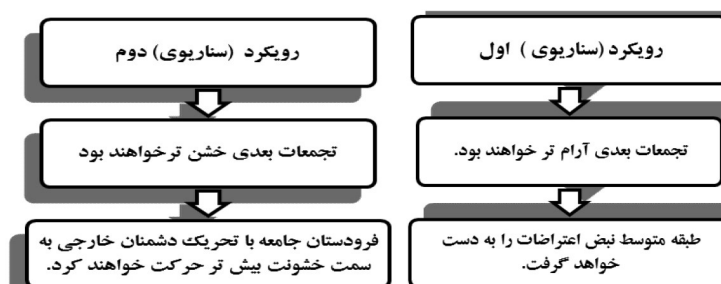 رویکرد (سناریوی ) اول
تجمعات بعدی آرام تر خواهند بود.
طبقه متوسط نبض اعتراضات را به دست
خواهد گرفت.
رویکرد (سناریوی) دوم
تجمعات بعدی خشن ترخواهند بود
فرودستان جامعه با تحریک دشمنان خارجی به
سمت خشونت بیش تر حرکت خواهند کرد.